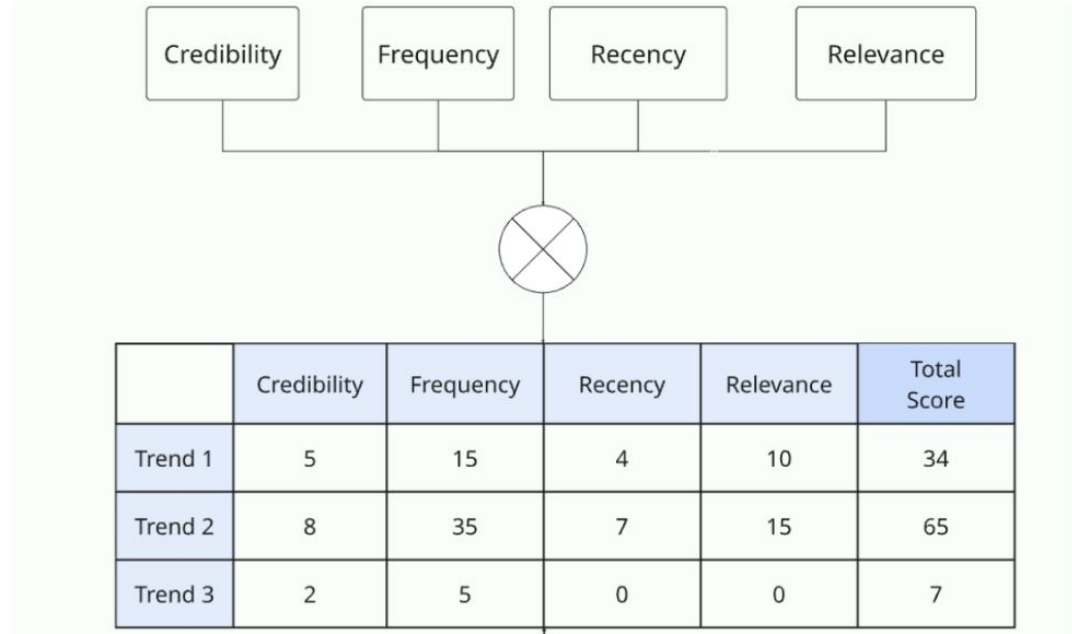 Credibility Frequency Recency Relevance
Credibility Frequency Recency Relevance Total
Score
Trend 1 5 15 4 10 34
Trend 2 8 35 7 15 65
Trend 3 2 5 0 0 7